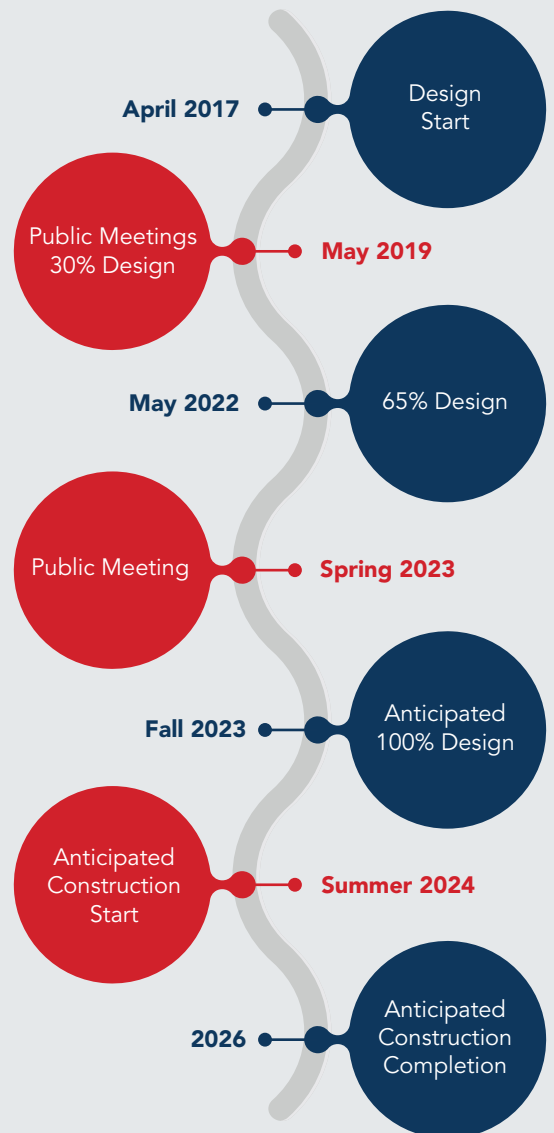 April 2017
Design
Start
Public Meetings
30% Design
May 2019
May 2022
65% Design
Public Meeting
Spring 2023
Fall 2023
Anticipated
100% Design
Anticipated
Construction
Start
Summer 2024
2026
Anticipated
Construction
Completion